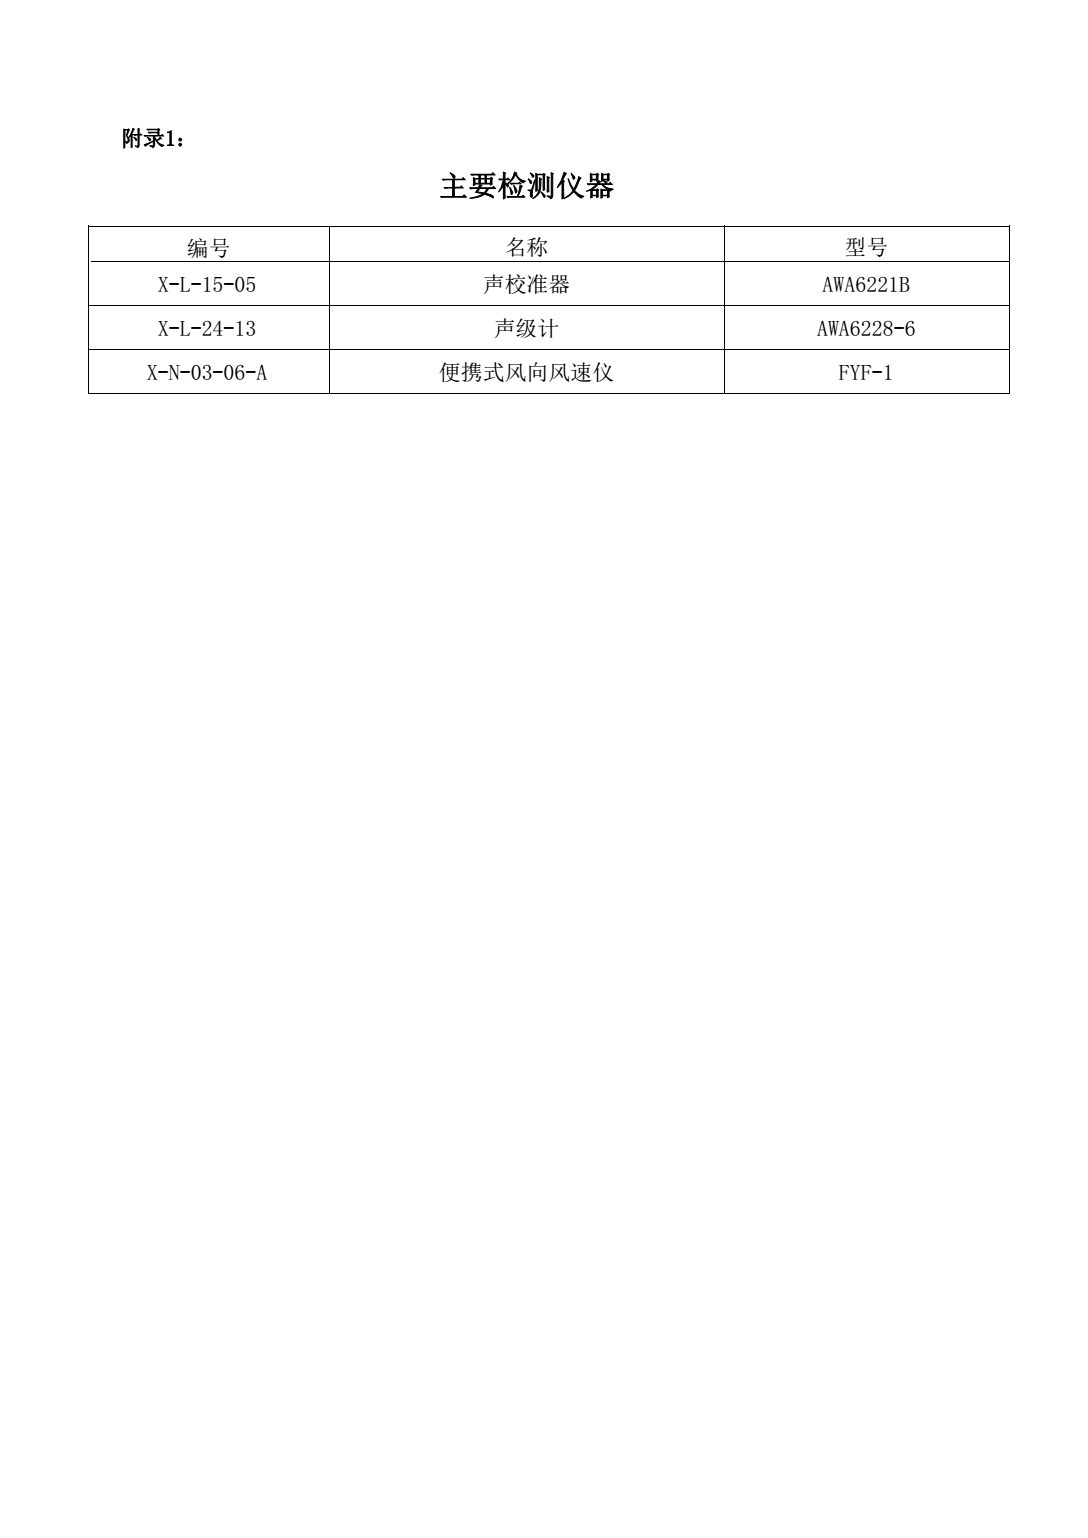 附录1：
主要检测仪器
编号 名称 型号
X-L-15-05 声校准器 AWA6221B
X-L-24-13 声级计 AWA6228-6
X-N-03-06-A 便携式风向风速仪 FYF-1